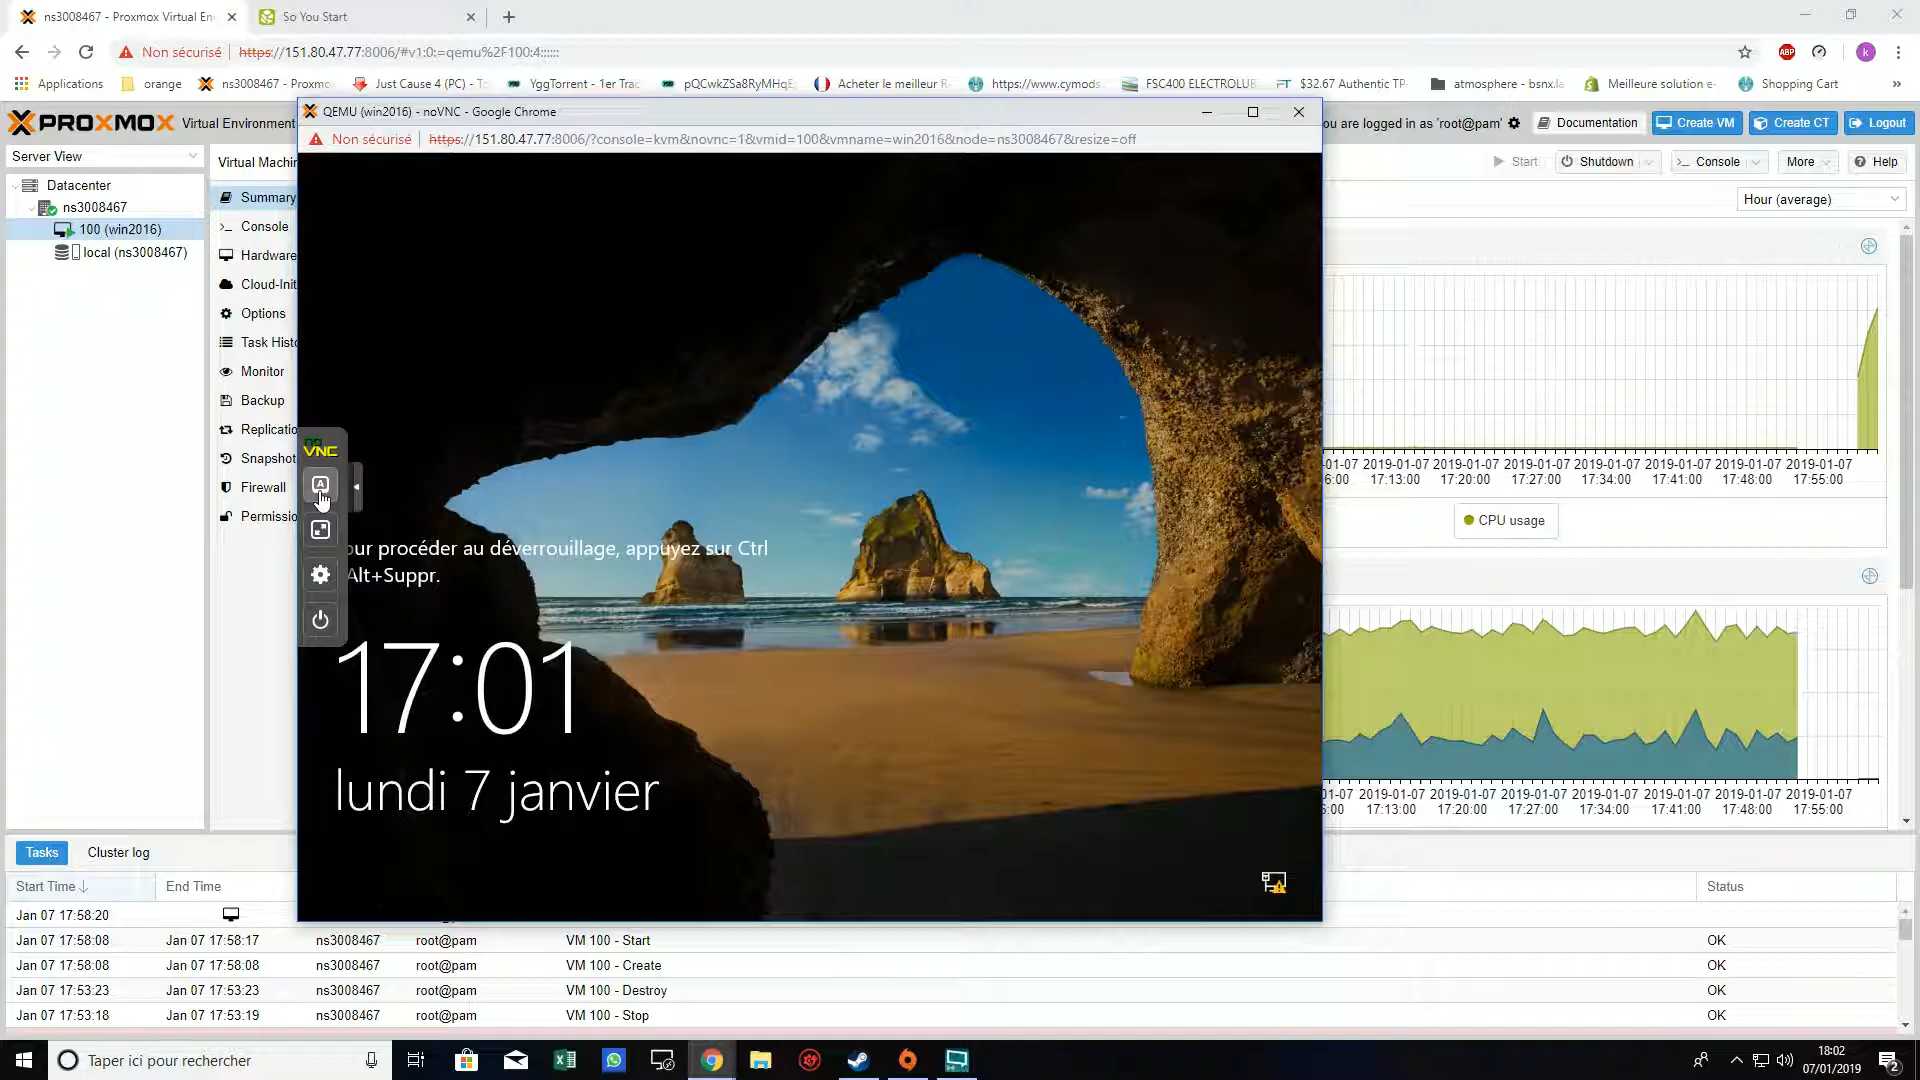 ns3008467 - Proxmox Virtual En
So You Start
Non sécurisé
https://151.80.47.77:8006/#v1:0:=qemu%2F100:4::::::
ABP
k
Applications
orange
ns3008467 - Proxmo
Just Cause 4 (PC) - To
YggTorrent - 1er Trac
pQCwkZSa8RyMHqE
Acheter le meilleur R
https://www.cymods
FSC400 ELECTROLUB
$32.67 Authentic TP-
atmosphere - bsnx.la
Meilleure solution e-
Shopping Cart
»
PROXMOX Virtual Environment
QEMU (win2016) - noVNC - Google Chrome
ou are logged in as 'root@pam'
Documentation
Create VM
Create CT
Logout
Non sécurisé
https://151.80.47.77:8006/?console=kvm&novnc=1&vmid=100&vmname=win2016&node=ns3008467&resize=off
Server View
Virtual Machin
Start
Shutdown
Console
More
Help
Datacenter
ns3008467
100 (win2016)
local (ns3008467)
Summary
Console
Hardware
Cloud-Init
Options
Task Histo
Monitor
Backup
Replicatio
Snapshot
Firewall
Permissio
Hour (average)
no
VNC
A
our procéder au déverrouillage, appuyez sur Ctrl
Alt+Suppr.
17:01
lundi 7 janvier
-01-07 2019-01-07 2019-01-07 2019-01-07 2019-01-07 2019-01-07 2019-01-07
6:00 17:13:00 17:20:00 17:27:00 17:34:00 17:41:00 17:48:00 17:55:00
CPU usage
01-07 2019-01-07 2019-01-07 2019-01-07 2019-01-07 2019-01-07 2019-01-07
6:00 17:13:00 17:20:00 17:27:00 17:34:00 17:41:00 17:48:00 17:55:00
Tasks
Cluster log
Start Time
End Time
Status
Jan 07 17:58:20
Jan 07 17:58:08 Jan 07 17:58:17 ns3008467 root@pam VM 100 - Start OK
Jan 07 17:58:08 Jan 07 17:58:08 ns3008467 root@pam VM 100 - Create OK
Jan 07 17:53:23 Jan 07 17:53:23 ns3008467 root@pam VM 100 - Destroy OK
Jan 07 17:53:18 Jan 07 17:53:19 ns3008467 root@pam VM 100 - Stop OK
Taper ici pour rechercher
18:02
07/01/2019
2